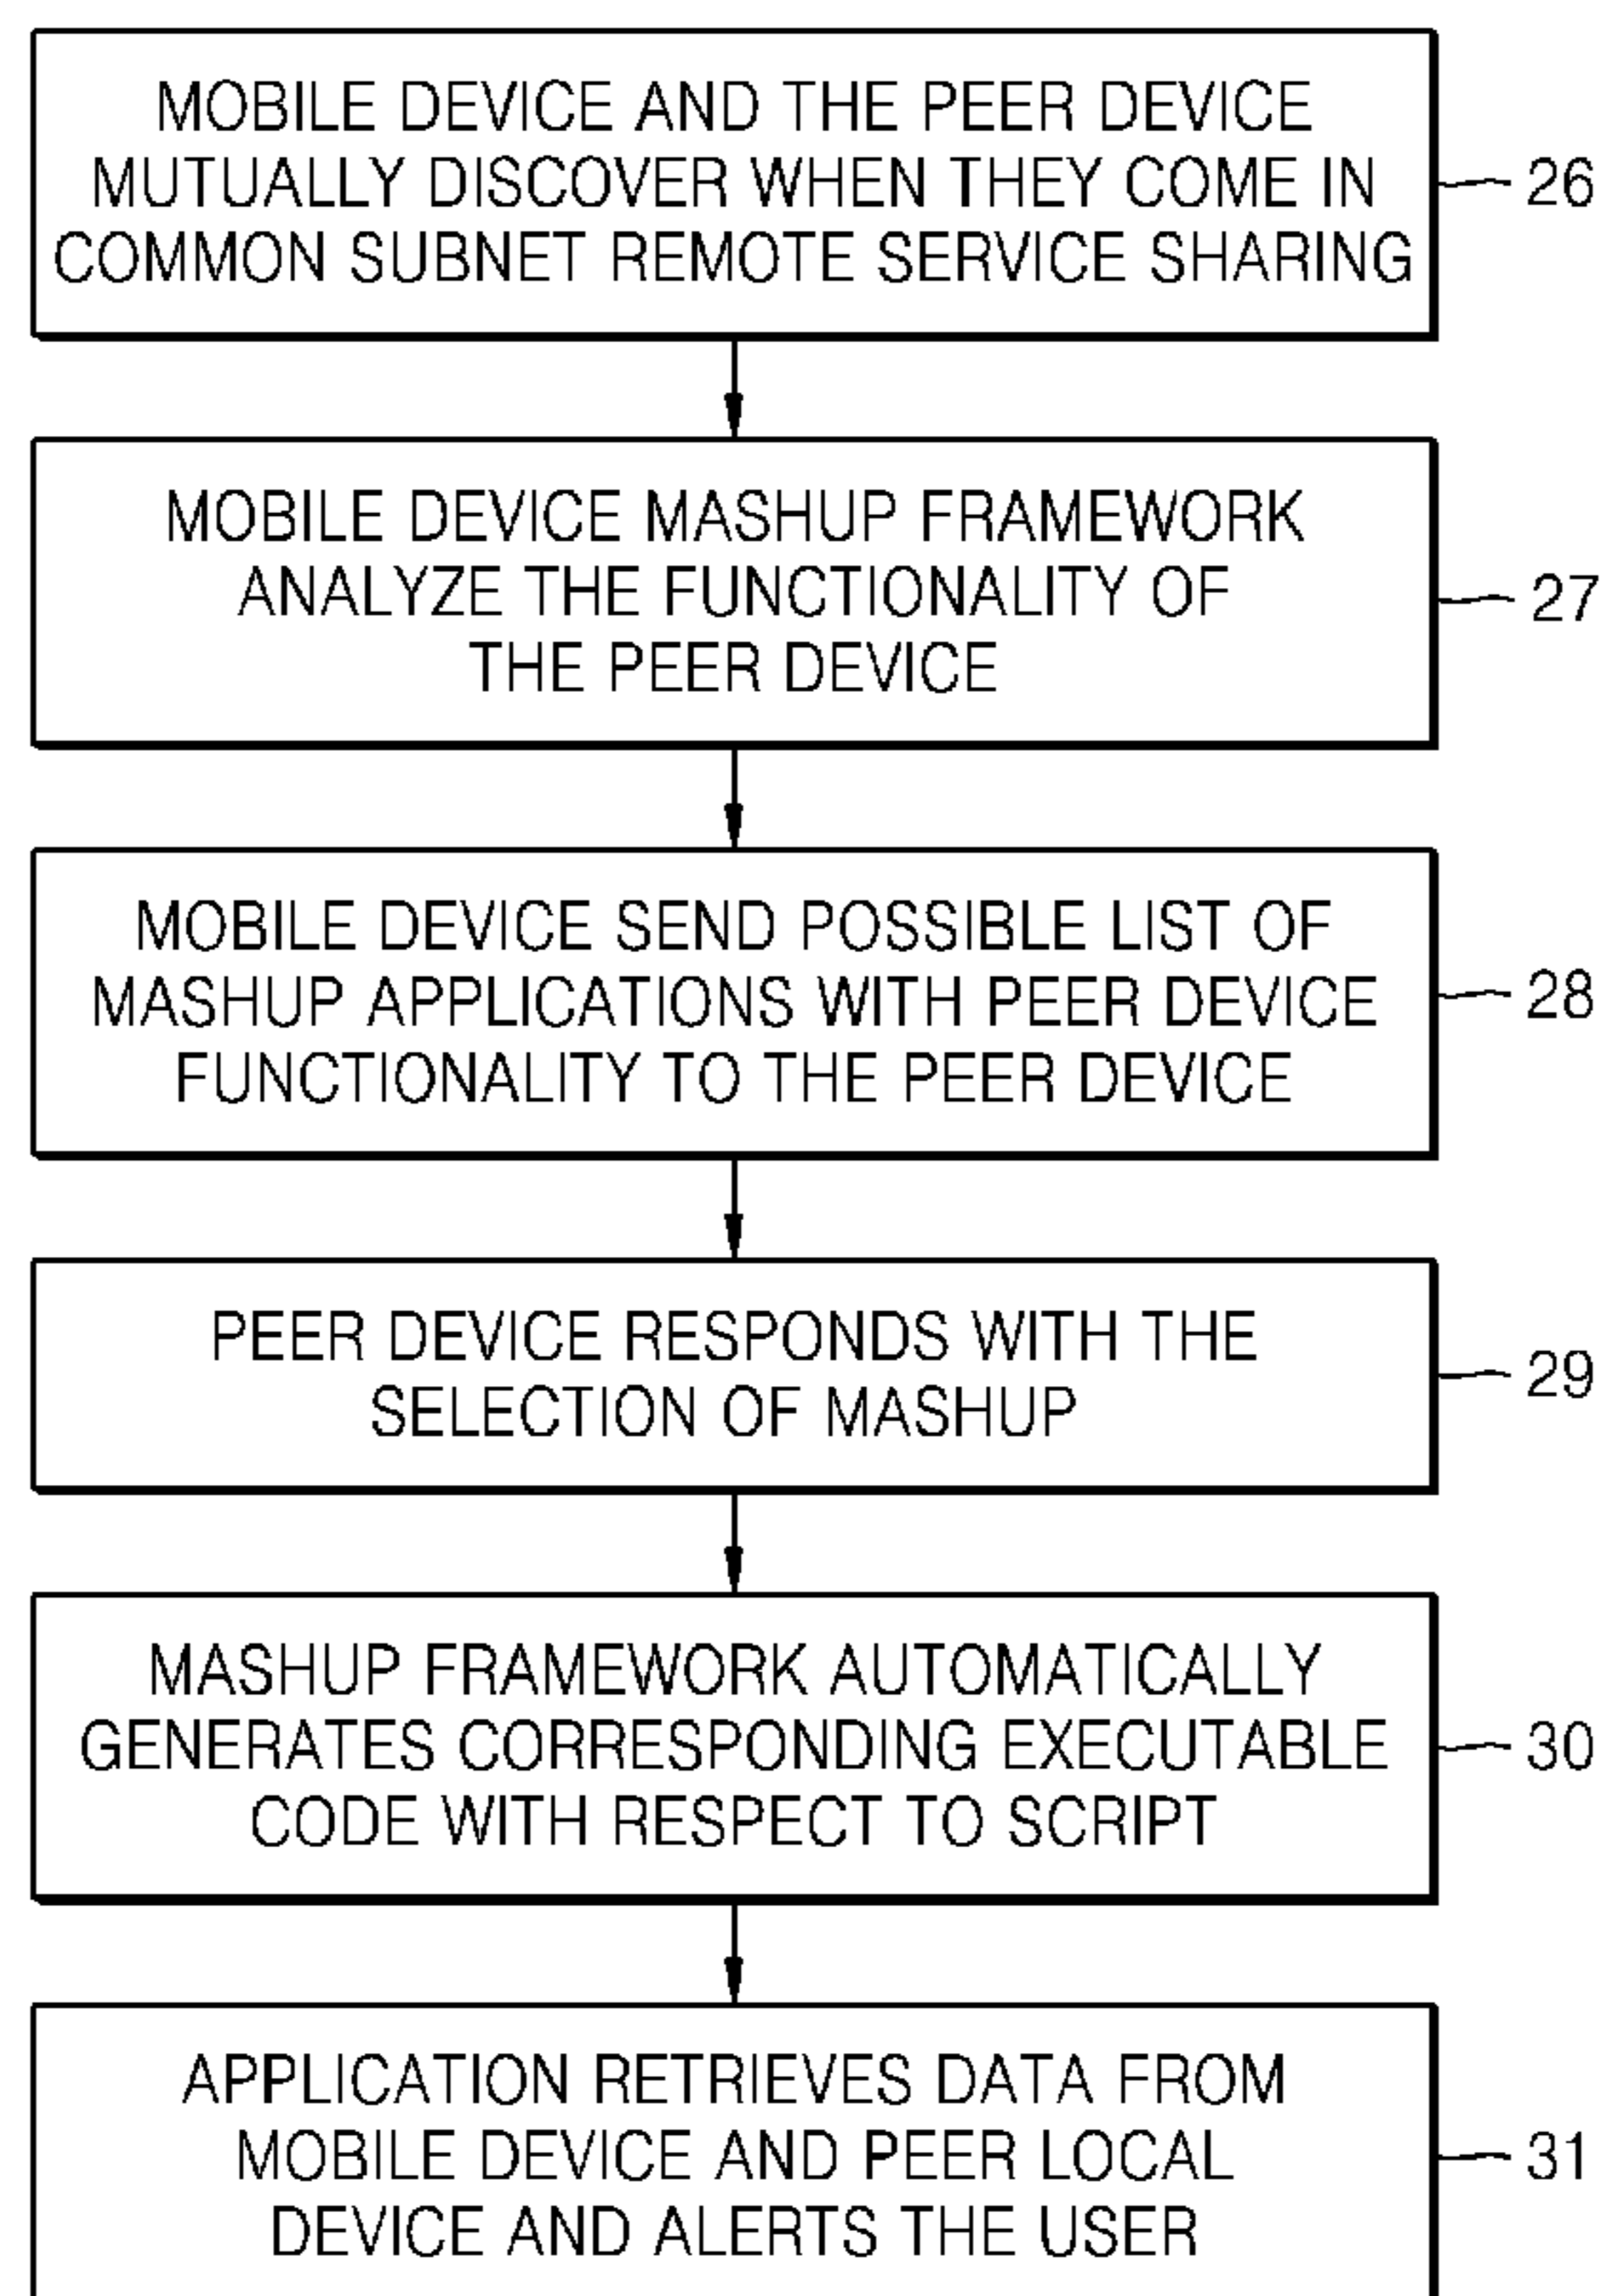 MOBILE DEVICE AND THE PEER DEVICE
MUTUALLY DISCOVER WHEN THEY COME IN
COMMON SUBNET REMOTE SERVICE SHARING
26
MOBILE DEVICE MASHUP FRAMEWORK
ANALYZE THE FUNCTIONALITY OF
THE PEER DEVICE
27
MOBILE DEVICE SEND POSSIBLE LIST OF
MASHUP APPLICATIONS WITH PEER DEVICE
FUNCTIONALITY TO THE PEER DEVICE
28
PEER DEVICE RESPONDS WITH THE
SELECTION OF MASHUP
29
MASHUP FRAMEWORK AUTOMATICALLY
GENERATES CORRESPONDING EXECUTABLE
CODE WITH RESPECT TO SCRIPT
30
APPLICATION RETRIEVES DATA FROM
MOBILE DEVICE AND PEER LOCAL
DEVICE AND ALERTS THE USER
31